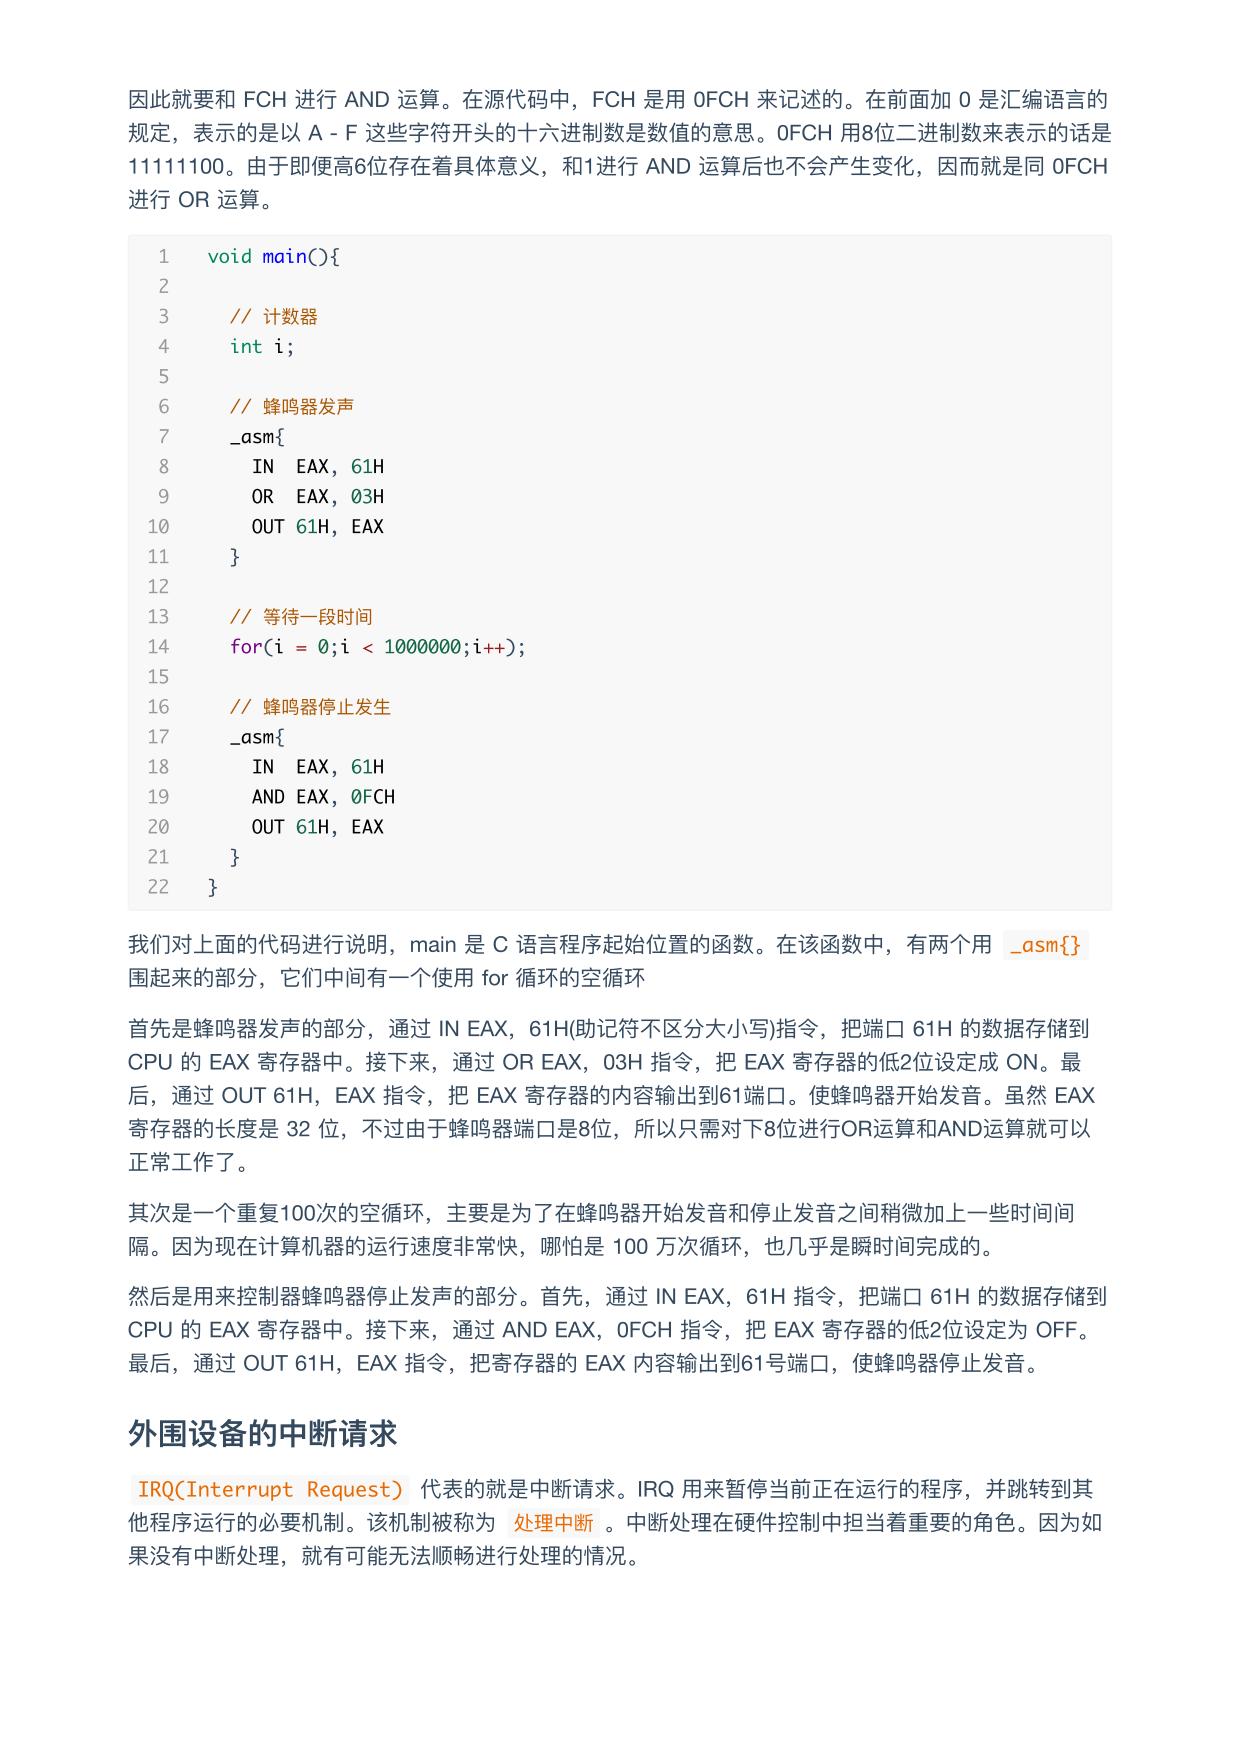 因此就要和 FCH 进行 AND 运算。在源代码中，FCH 是用 0FCH 来记述的。在前面加 0 是汇编语言的
规定，表示的是以 A - F 这些字符开头的十六进制数是数值的意思。0FCH 用8位二进制数来表示的话是
11111100。由于即便高6位存在着具体意义，和1进行 AND 运算后也不会产生变化，因而就是同 0FCH
进行 OR 运算。
1 void main(){
2
3 // 计数器
4 int i;
5
6 // 蜂鸣器发声
7 _asm{
8 IN  EAX, 61H
9 OR  EAX, 03H
10 OUT 61H, EAX
11 }
12
13 // 等待一段时间
14 for(i = 0;i < 1000000;i++);
15
16 // 蜂鸣器停止发生
17 _asm{
18 IN  EAX, 61H
19 AND EAX, 0FCH
20 OUT 61H, EAX
21 }
22 }
我们对上面的代码进行说明，main 是 C 语言程序起始位置的函数。在该函数中，有两个用 _asm{}
围起来的部分，它们中间有一个使用 for 循环的空循环
首先是蜂鸣器发声的部分，通过 IN EAX，61H(助记符不区分大小写)指令，把端口 61H 的数据存储到
CPU 的 EAX 寄存器中。接下来，通过 OR EAX，03H 指令，把 EAX 寄存器的低2位设定成 ON。最
后，通过 OUT 61H，EAX 指令，把 EAX 寄存器的内容输出到61端口。使蜂鸣器开始发音。虽然 EAX
寄存器的长度是 32 位，不过由于蜂鸣器端口是8位，所以只需对下8位进行OR运算和AND运算就可以
正常工作了。
其次是一个重复100次的空循环，主要是为了在蜂鸣器开始发音和停止发音之间稍微加上一些时间间
隔。因为现在计算机器的运行速度非常快，哪怕是 100 万次循环，也几乎是瞬时间完成的。
然后是用来控制器蜂鸣器停止发声的部分。首先，通过 IN EAX，61H 指令，把端口 61H 的数据存储到
CPU 的 EAX 寄存器中。接下来，通过 AND EAX，0FCH 指令，把 EAX 寄存器的低2位设定为 OFF。
最后，通过 OUT 61H，EAX 指令，把寄存器的 EAX 内容输出到61号端口，使蜂鸣器停止发音。
外围设备的中断请求
IRQ(Interrupt Request) 代表的就是中断请求。IRQ 用来暂停当前正在运行的程序，并跳转到其
他程序运行的必要机制。该机制被称为 处理中断 。中断处理在硬件控制中担当着重要的角色。因为如
果没有中断处理，就有可能无法顺畅进行处理的情况。